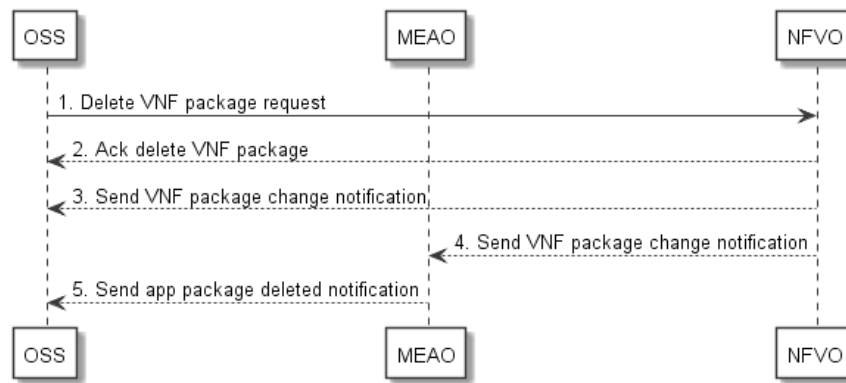 OSS MEAO NFVO
1. Delete VNF package request
2. Ack delete VNF package
3. Send VNF package change notification
4. Send VNF package change notification
5. Send app package deleted notification
OSS MEAO NFVO